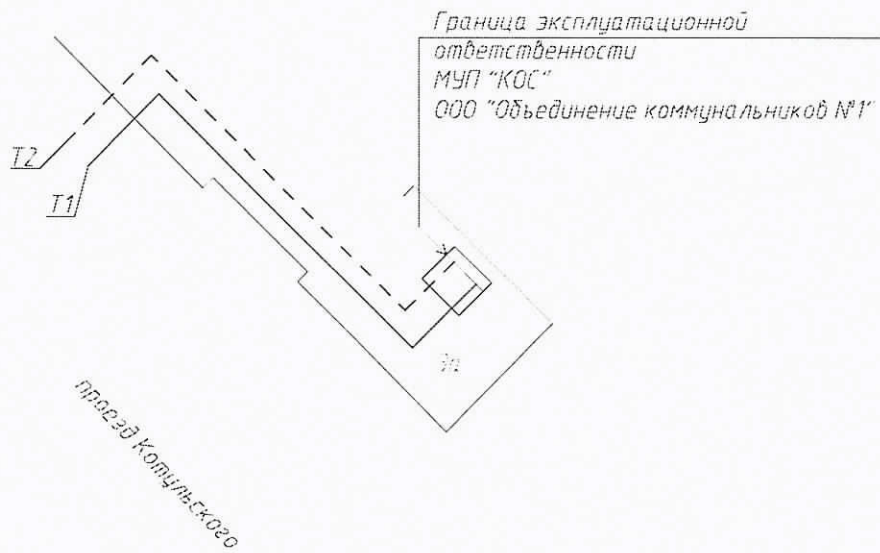 Граница эксплуатационной
ответственности
МУП "КОС"
ООО "Объединение коммунальников №1"
Т2
Т1
проезд Котульского